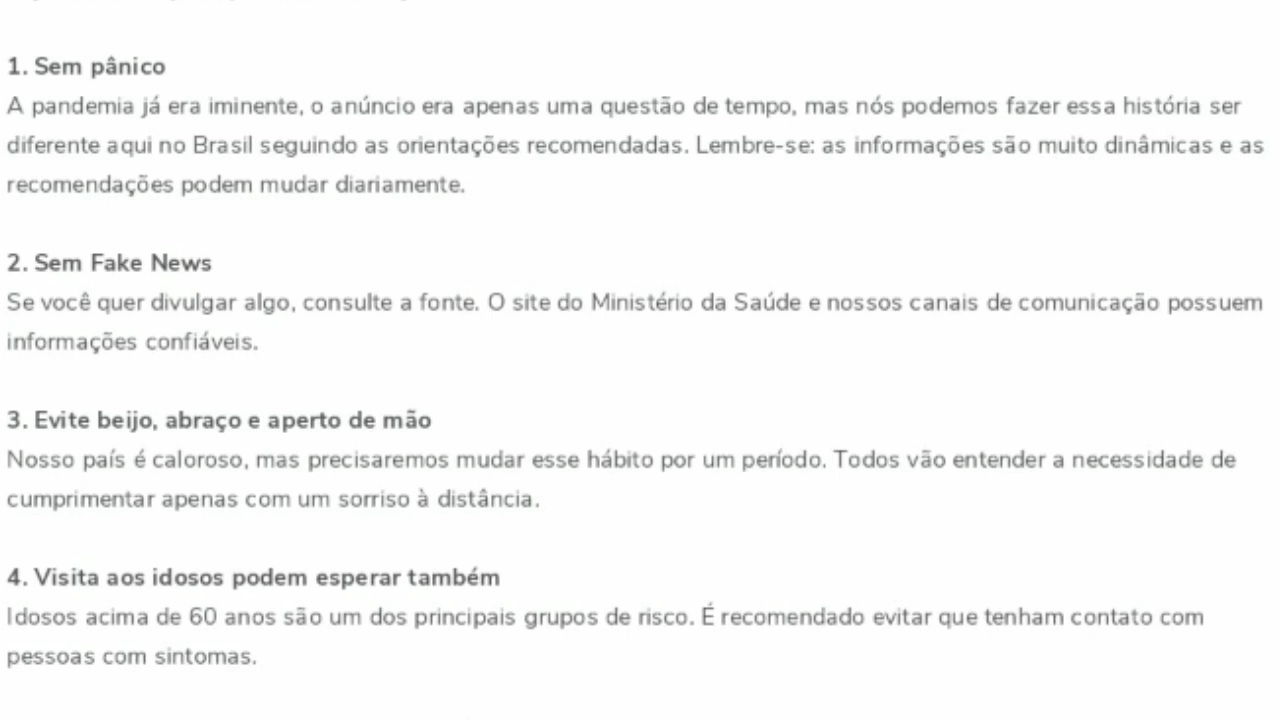 1. Sem pânico
A pandemia já era iminente, o anúncio era apenas uma questão de tempo, mas nós podemos fazer essa história ser
diferente aqui no Brasil seguindo as orientações recomendadas. Lembre-se: as informações são muito dinâmicas e as
recomendações podem mudar diariamente.
2. Sem Fake News
Se você quer divulgar algo, consulte a fonte. O site do Ministério da Saúde e nossos canais de comunicação possuem
informações confiáveis.
3. Evite beijo, abraço e aperto de mão
Nosso país é caloroso, mas precisaremos mudar esse hábito por um período. Todos vão entender a necessidade de
cumprimentar apenas com um sorriso à distância.
4. Visita aos idosos podem esperar também
Idosos acima de 60 anos são um dos principais grupos de risco. É recomendado evitar que tenham contato com
pessoas com sintomas.